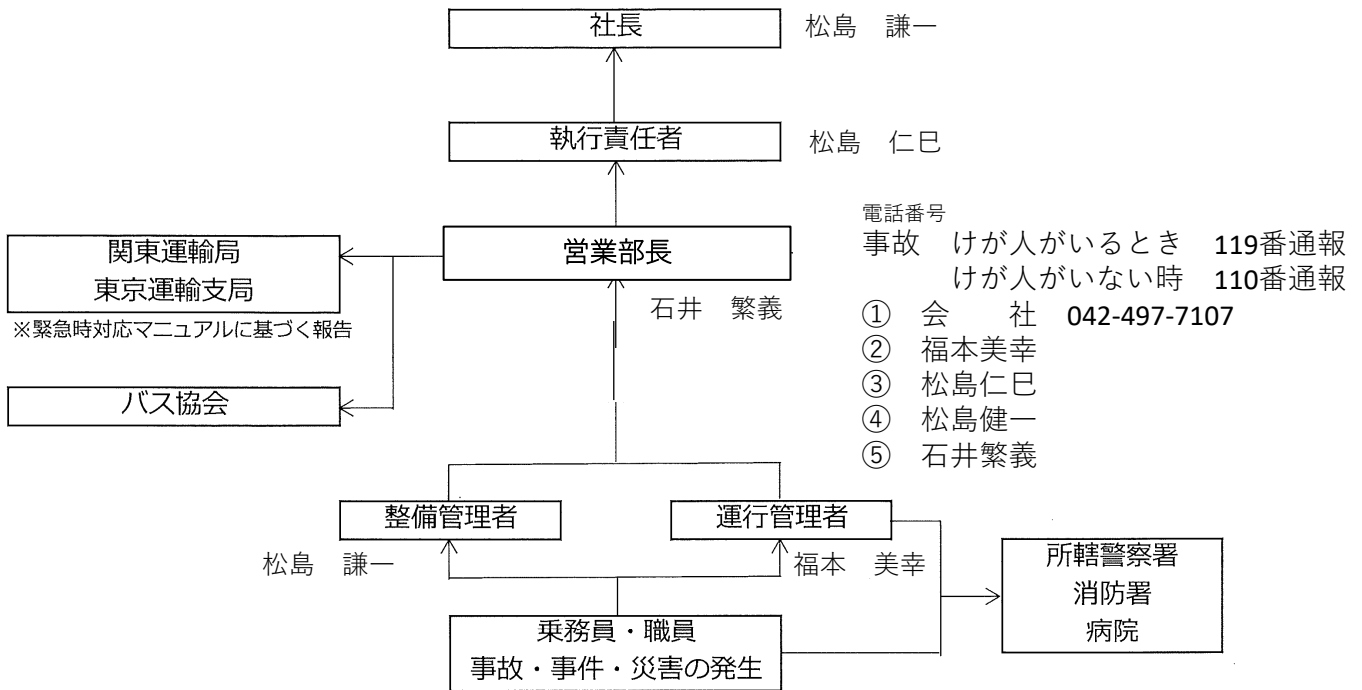 社長
松島　謙一
執行責任者
松島　仁巳
電話番号
事故　けが人がいるとき　119番通報
けが人がいない時　110番通報
①　会　　社　042-497-7107
②　福本美幸
③　松島仁巳
④　松島健一
⑤　石井繁義
営業部長
石井　繁義
関東運輸局
東京運輸支局
※緊急時対応マニュアルに基づく報告
バス協会
整備管理者
松島　謙一
運行管理者
福本　美幸
所轄警察署
消防署
病院
乗務員・職員
事故・事件・災害の発生